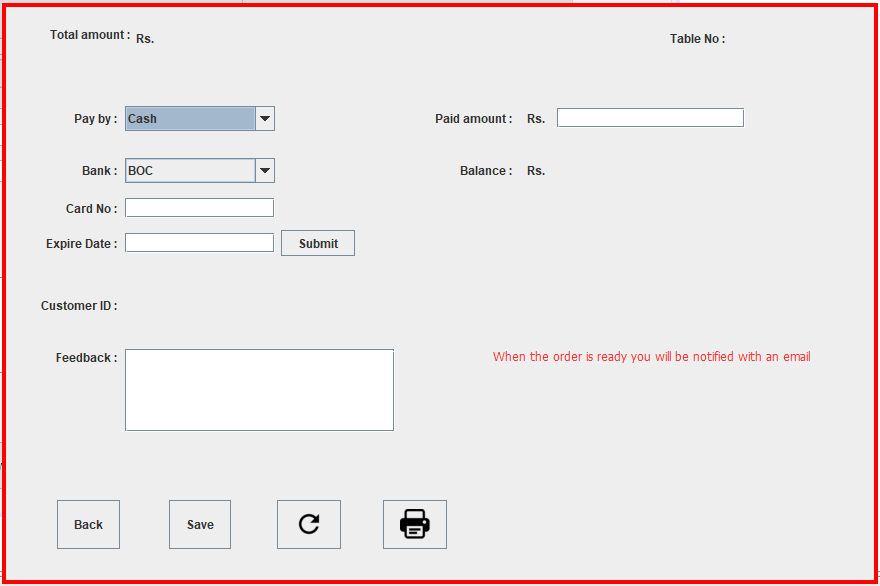 Total amount : Rs.
Table No :
Pay by : Cash
Paid amount : Rs.
Bank : BOC
Balance : Rs.
Card No :
Expire Date : Submit
Customer ID :
Feedback :
When the order is ready you will be notified with an email
Back Save